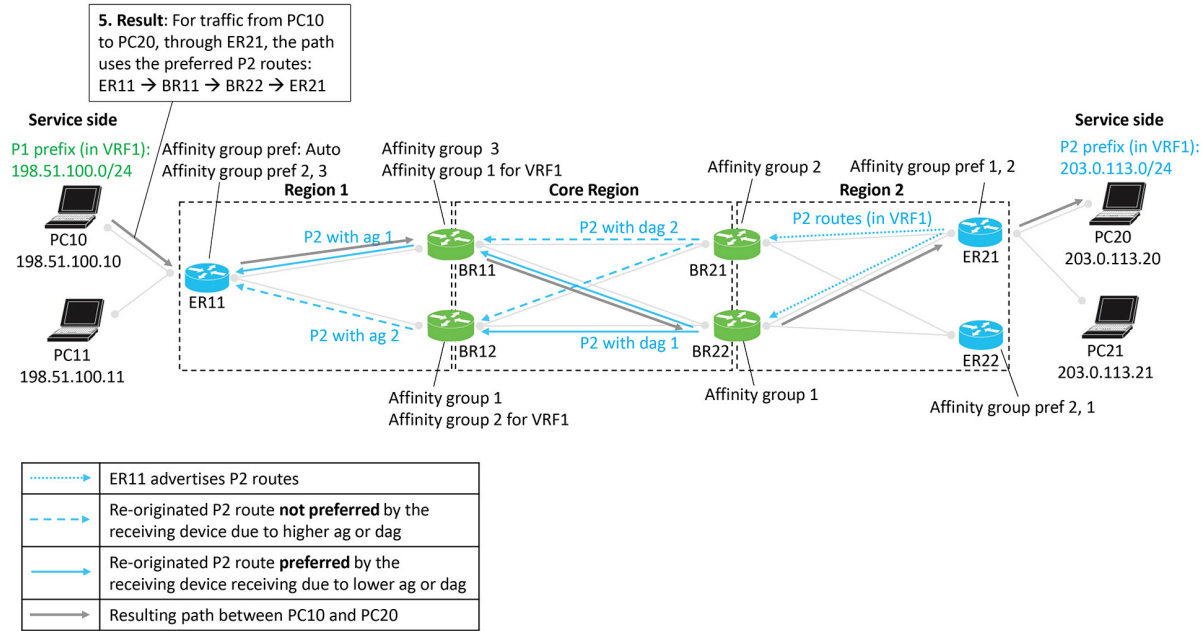 5. Result: For traffic from PC10
to PC20, through ER21, the path
uses the preferred P2 routes:
ER11 → BR11 → BR22 → ER21
Service side
P1 prefix (in VRF1):
198.51.100.0/24
Affinity group pref: Auto
Affinity group pref 2, 3
Affinity group 3
Affinity group 1 for VRF1
Affinity group 2
Affinity group pref 1, 2
Service side
P2 prefix (in VRF1):
203.0.113.0/24
Region 1
Core Region
Region 2
PC10
198.51.100.10
PC11
198.51.100.11
ER11
P2 with ag 1
P2 with ag 2
BR11
BR12
P2 with dag 2
P2 with dag 1
BR21
BR22
P2 routes (in VRF1)
ER21
ER22
PC20
203.0.113.20
PC21
203.0.113.21
Affinity group 1
Affinity group 2 for VRF1
Affinity group 1
Affinity group pref 2, 1
ER11 advertises P2 routes
Re-originated P2 route not preferred by the
receiving device due to higher ag or dag
Re-originated P2 route preferred by the
receiving device receiving due to lower ag or dag
Resulting path between PC10 and PC20